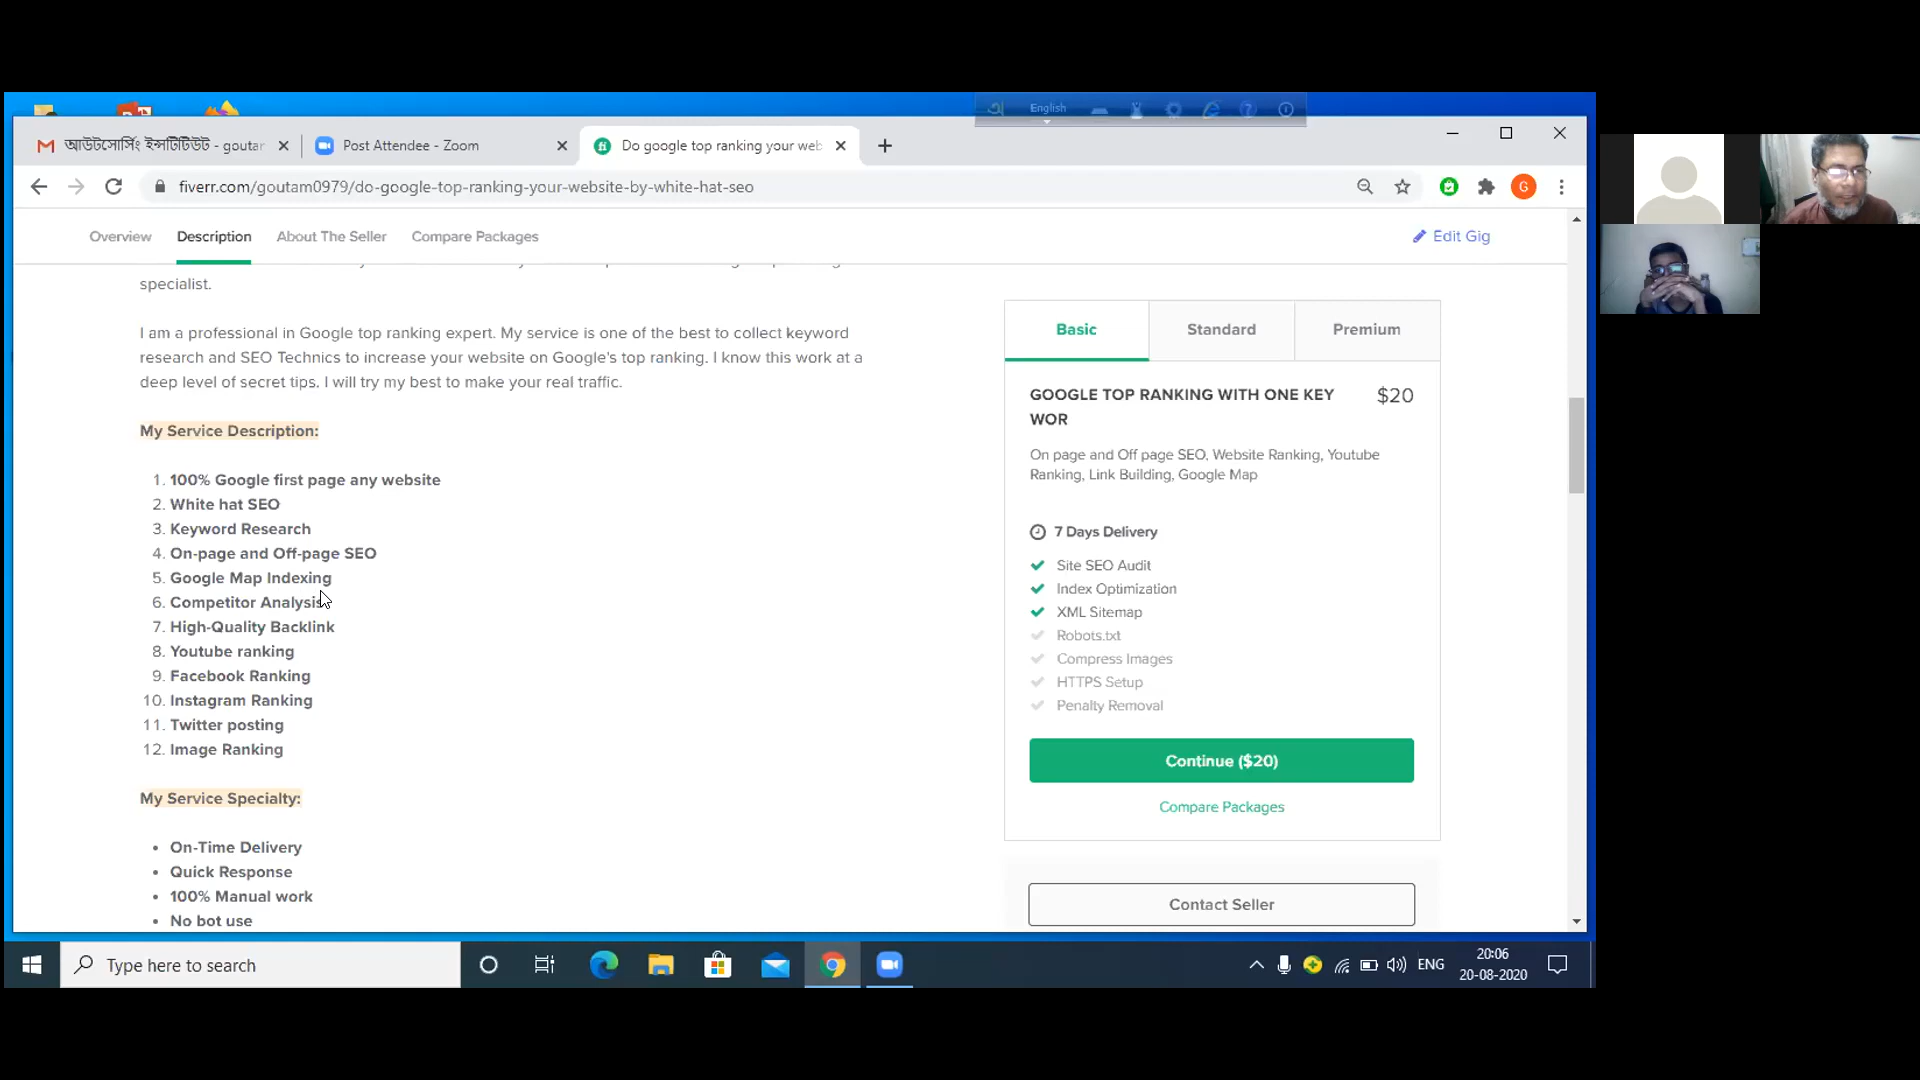 English
আউটসোর্সিং ইন্সটিটিউট - goutam
Post Attendee - Zoom
Do google top ranking your web
fiverr.com/goutam0979/do-google-top-ranking-your-website-by-white-hat-seo
G
Overview
Description
About The Seller
Compare Packages
Edit Gig
specialist.
I am a professional in Google top ranking expert. My service is one of the best to collect keyword
research and SEO Technics to increase your website on Google's top ranking. I know this work at a
deep level of secret tips. I will try my best to make your real traffic.
My Service Description:
1. 100% Google first page any website
2. White hat SEO
3. Keyword Research
4. On-page and Off-page SEO
5. Google Map Indexing
6. Competitor Analysis
7. High-Quality Backlink
8. Youtube ranking
9. Facebook Ranking
10. Instagram Ranking
11. Twitter posting
12. Image Ranking
My Service Specialty:
• On-Time Delivery
• Quick Response
• 100% Manual work
• No bot use
Basic
Standard
Premium
GOOGLE TOP RANKING WITH ONE KEY
WOR
$20
On page and Off page SEO, Website Ranking, Youtube
Ranking, Link Building, Google Map
7 Days Delivery
Site SEO Audit
Index Optimization
XML Sitemap
Robots.txt
Compress Images
HTTPS Setup
Penalty Removal
Continue ($20)
Compare Packages
Contact Seller
Type here to search
ENG
20:06
20-08-2020